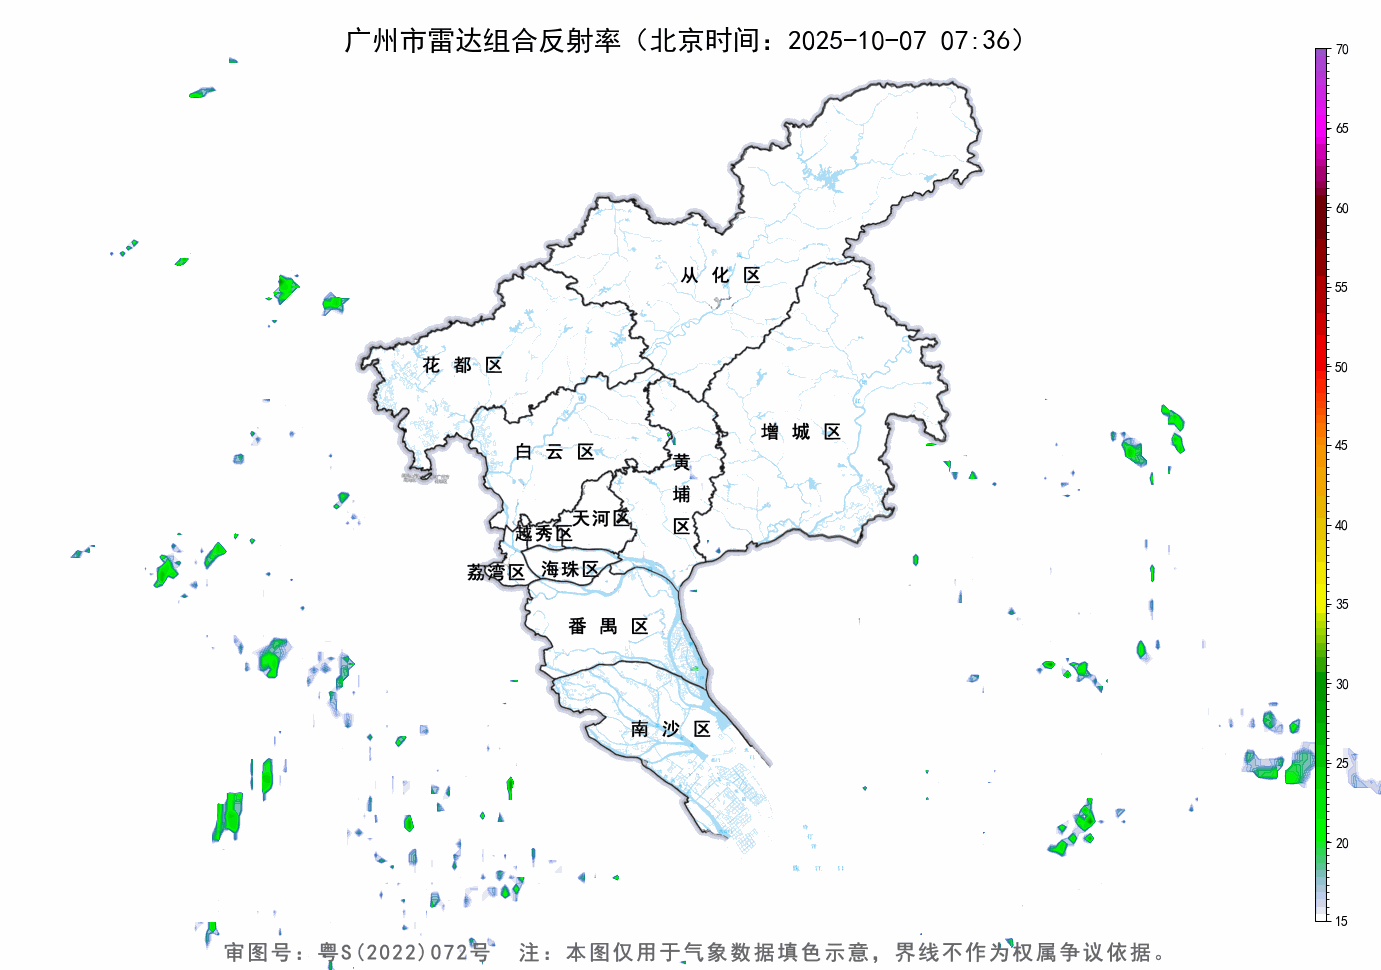 广州市雷达组合反射率（北京时间：2025-10-07 07:36）
70
65
60
55
50
45
40
35
30
25
20
15
从化区
花都区
增城区
白云区
黄埔区
天河区
越秀区
荔湾区
海珠区
番禺区
南沙区
审图号：粤S(2022)072号 注：本图仅用于气象数据填色示意，界线不作为权属争议依据。